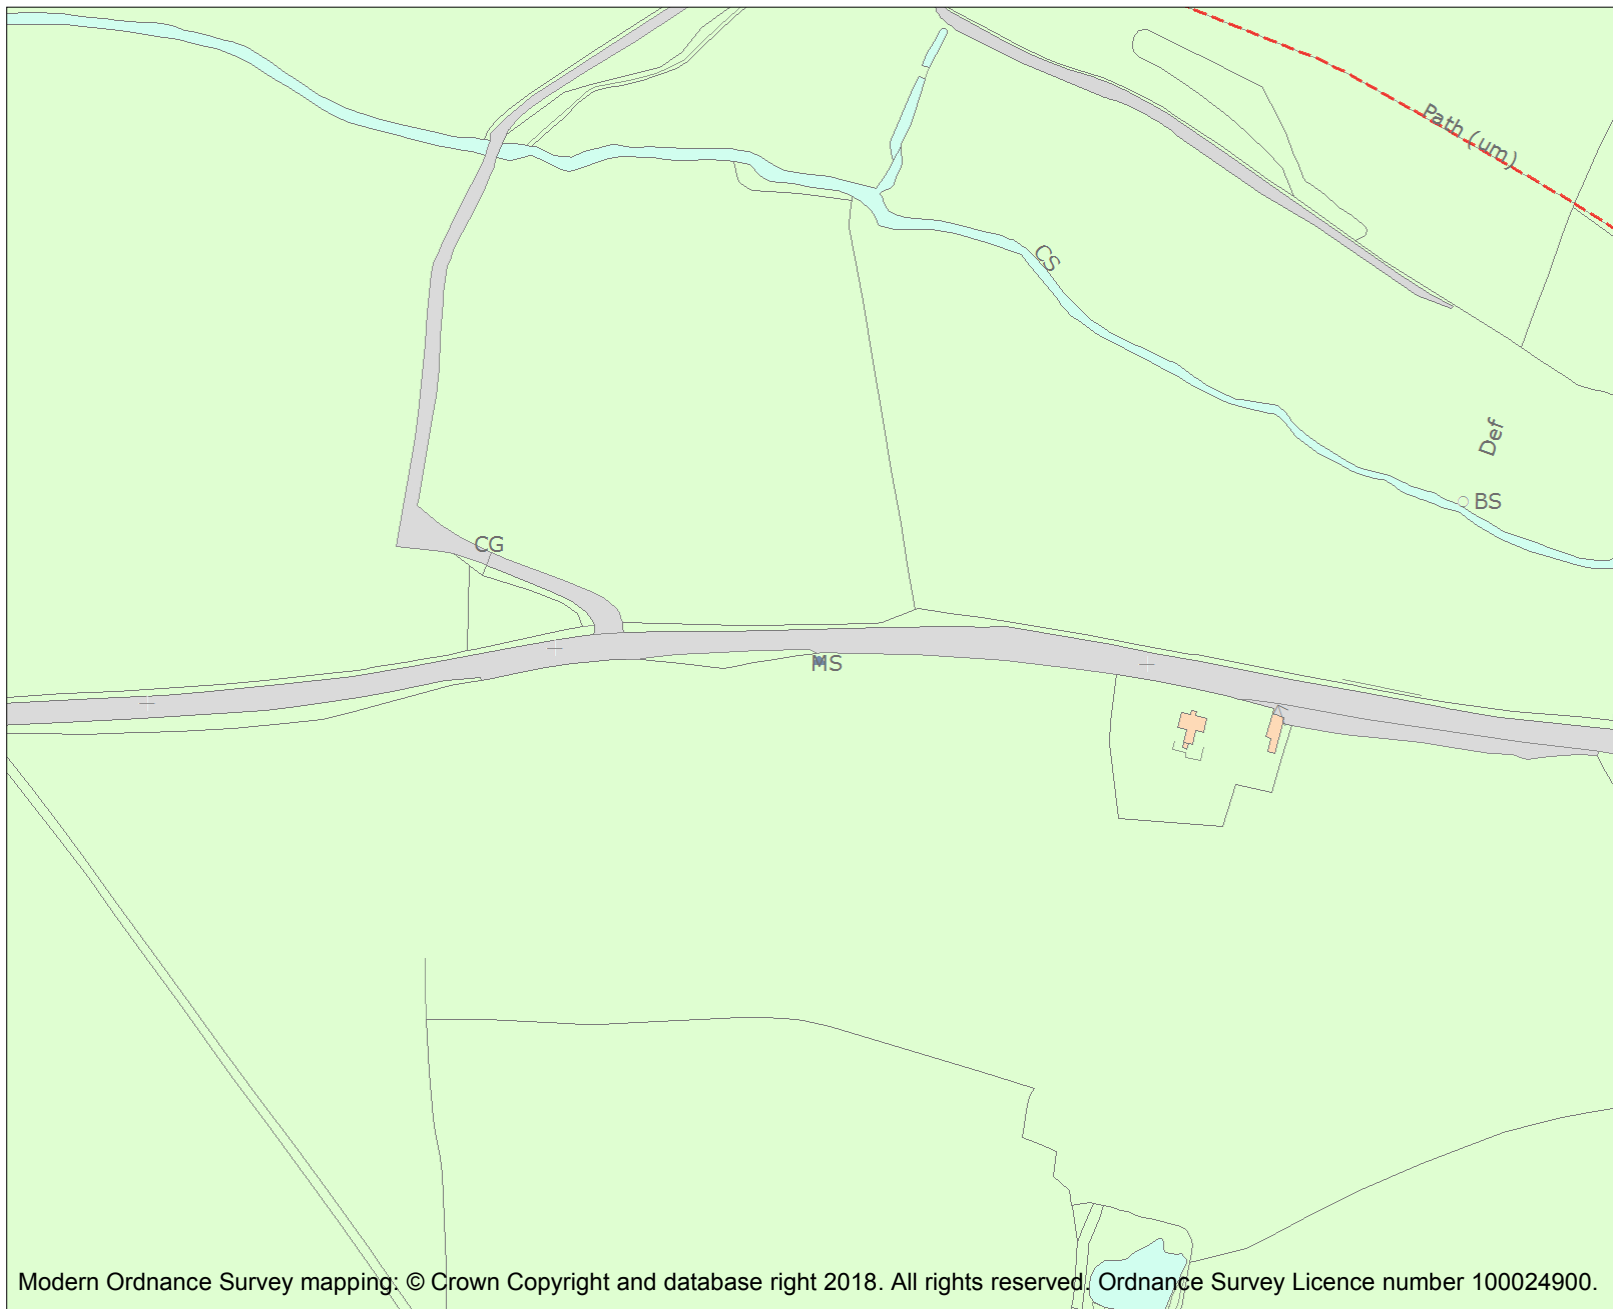 Path (um)
CS
Def
BS
CG
MS
Modern Ordnance Survey mapping: © Crown Copyright and database right 2018. All rights reserved. Ordnance Survey Licence number 100024900.